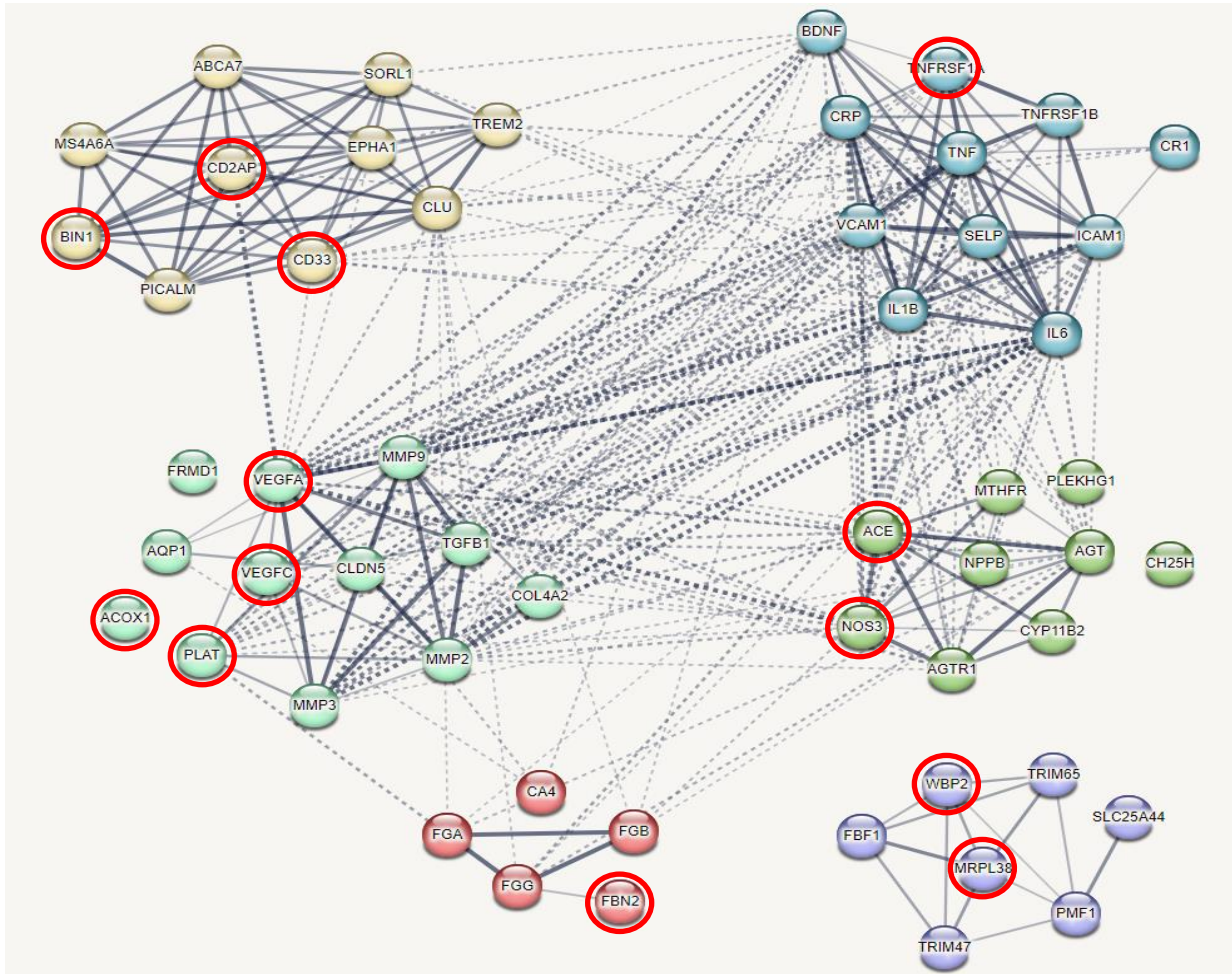 BDNF
ABCA7
SORL1
TNFRSF1A
TREM2
CRP
TNFRSF1B
MS4A6A
EPHA1
CD2AP
TNF
CR1
CLU
BIN1
VCAM1
SELP
ICAM1
CD33
PICALM
IL1B
IL6
MMP9
FRMD1
VEGFA
MTHFR
PLEKHG1
ACE
TGFB1
AQP1
AGT
VEGFC
CLDN5
NPPB
CH25H
COL4A2
ACOX1
NOS3
CYP11B2
PLAT
MMP2
AGTR1
MMP3
CA4
WBP2
TRIM65
SLC25A44
FGA
FGB
FBF1
MRPL38
FGG
FBN2
PMF1
TRIM47